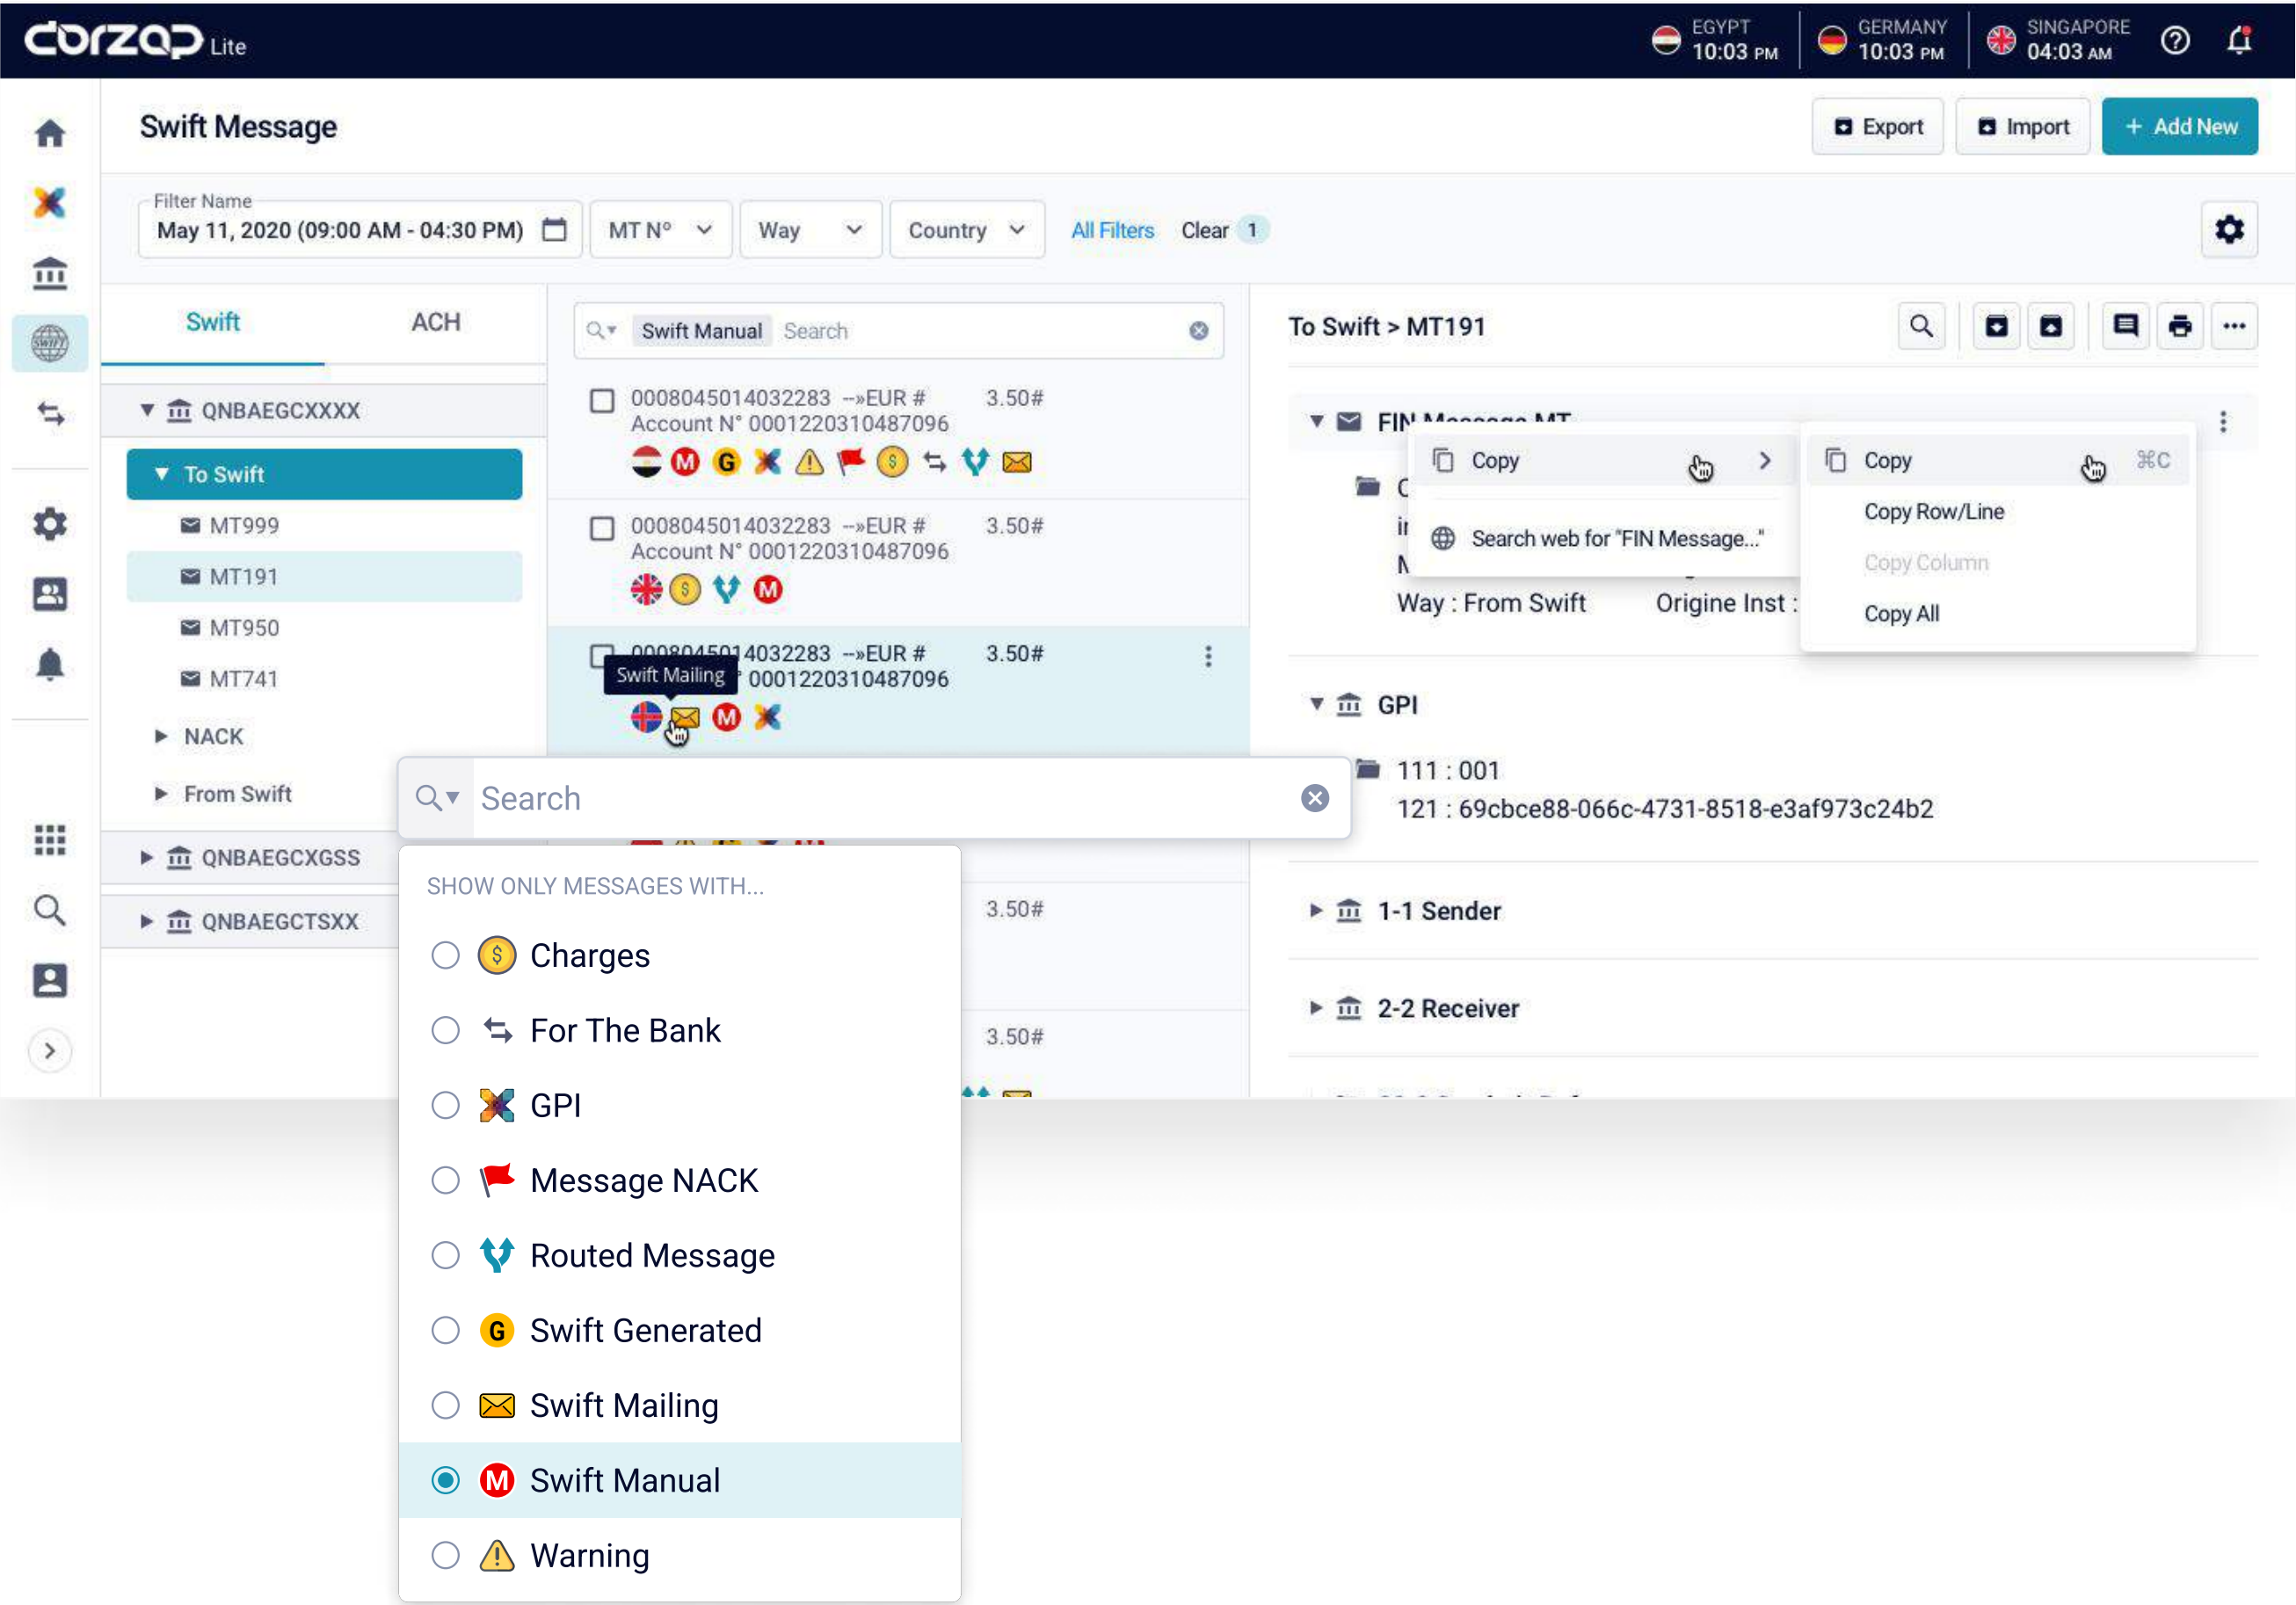 corzap Lite
EGYPT
10:03 PM
GERMANY
10:03 PM
SINGAPORE
04:03 AM
Swift Message
Export
Import
+ Add New
Filter Name
May 11, 2020 (09:00 AM - 04:30 PM)
MT N°
Way
Country
All Filters
Clear 1
Swift
ACH
QNBAEGCXXXX
To Swift
MT999
MT191
MT950
MT741
NACK
From Swift
QNBAEGCXGSS
QNBAEGCTSXX
Swift Manual Search
0008045014032283 --»EUR # 3.50#
Account N° 0001220310487096
M G $
0008045014032283 --»EUR # 3.50#
Account N° 0001220310487096
$ M
0008045014032283 --»EUR # 3.50#
Swift Mailing 0001220310487096
M
3.50#
3.50#
Search
SHOW ONLY MESSAGES WITH...
$ Charges
For The Bank
GPI
Message NACK
Routed Message
G Swift Generated
Swift Mailing
M Swift Manual
Warning
To Swift > MT191
FIN Message MT
Copy
Search web for "FIN Message..."
Copy ⌘C
Copy Row/Line
Copy Column
Copy All
Way : From Swift Origine Inst :
GPI
111 : 001
121 : 69cbce88-066c-4731-8518-e3af973c24b2
1-1 Sender
2-2 Receiver